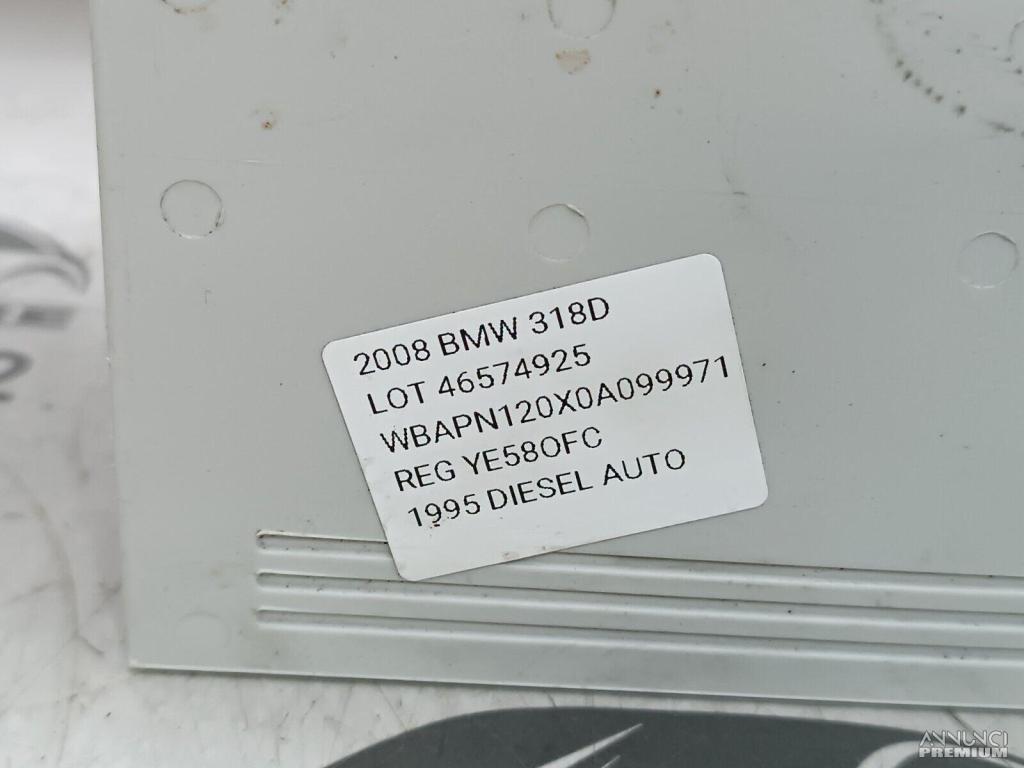 2008 BMW 318D
LOT 46574925
WBAPN120X0A099971
REG YE58OFC
1995 DIESEL AUTO
ANNUNCI
PREMIUM